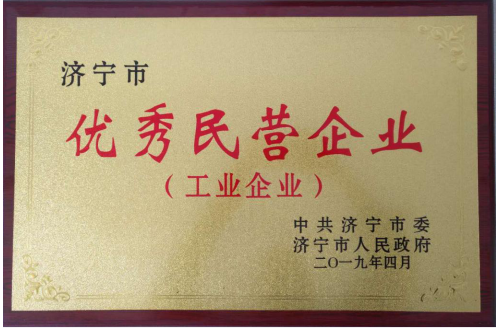 济宁市
优秀民营企业
（工业企业）
中共济宁市委
济宁市人民政府
二〇一九年四月